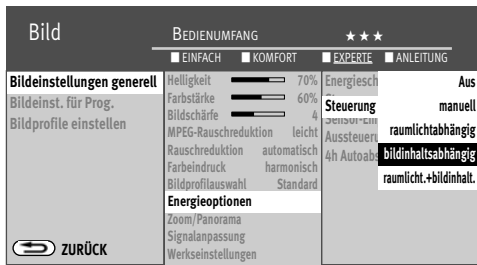 Bild
BEDIENUMFANG ★★★
EINFACH KOMFORT EXPERTE ANLEITUNG
Bildeinstellungen generell
Bildeinst. für Prog.
Bildprofile einstellen
ZURÜCK
Helligkeit 70%
Farbstärke 60%
Bildschärfe 4
MPEG-Rauschreduktion leicht
Rauschreduktion automatisch
Farbeindruck harmonisch
Bildprofilauswahl Standard
Energieoptionen
Zoom/Panorama
Signalanpassung
Werkseinstellungen
Energiesch
Steuerung
Sensor-Ein
Aussteueru
4h Autoabs
Aus
manuell
raumlichtabhängig
bildinhaltsabhängig
raumlicht.+bildinhalt.